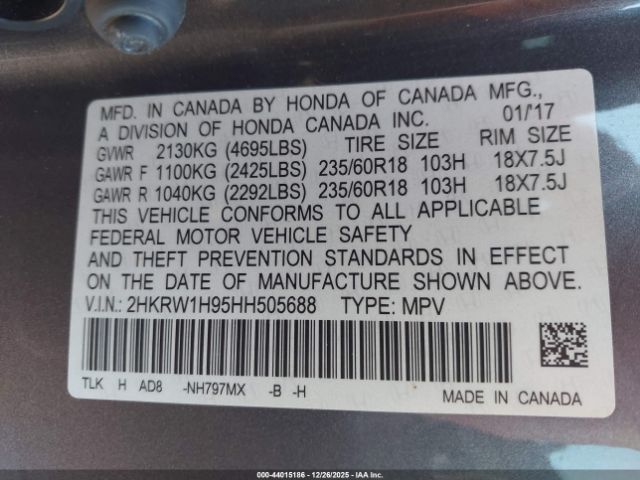 MFD. IN CANADA BY HONDA OF CANADA MFG.,
A DIVISION OF HONDA CANADA INC. 01/17
GVWR 2130KG (4695LBS) TIRE SIZE RIM SIZE
GAWR F 1100KG (2425LBS) 235/60R18 103H 18X7.5J
GAWR R 1040KG (2292LBS) 235/60R18 103H 18X7.5J
THIS VEHICLE CONFORMS TO ALL APPLICABLE
FEDERAL MOTOR VEHICLE SAFETY
AND THEFT PREVENTION STANDARDS IN EFFECT
ON THE DATE OF MANUFACTURE SHOWN ABOVE.
V.I.N.: 2HKRW1H95HH505688 TYPE: MPV
TLK H AD8 -NH797MX -B -H
MADE IN CANADA
000-44015186 - 12/26/2025 - IAA, Inc.